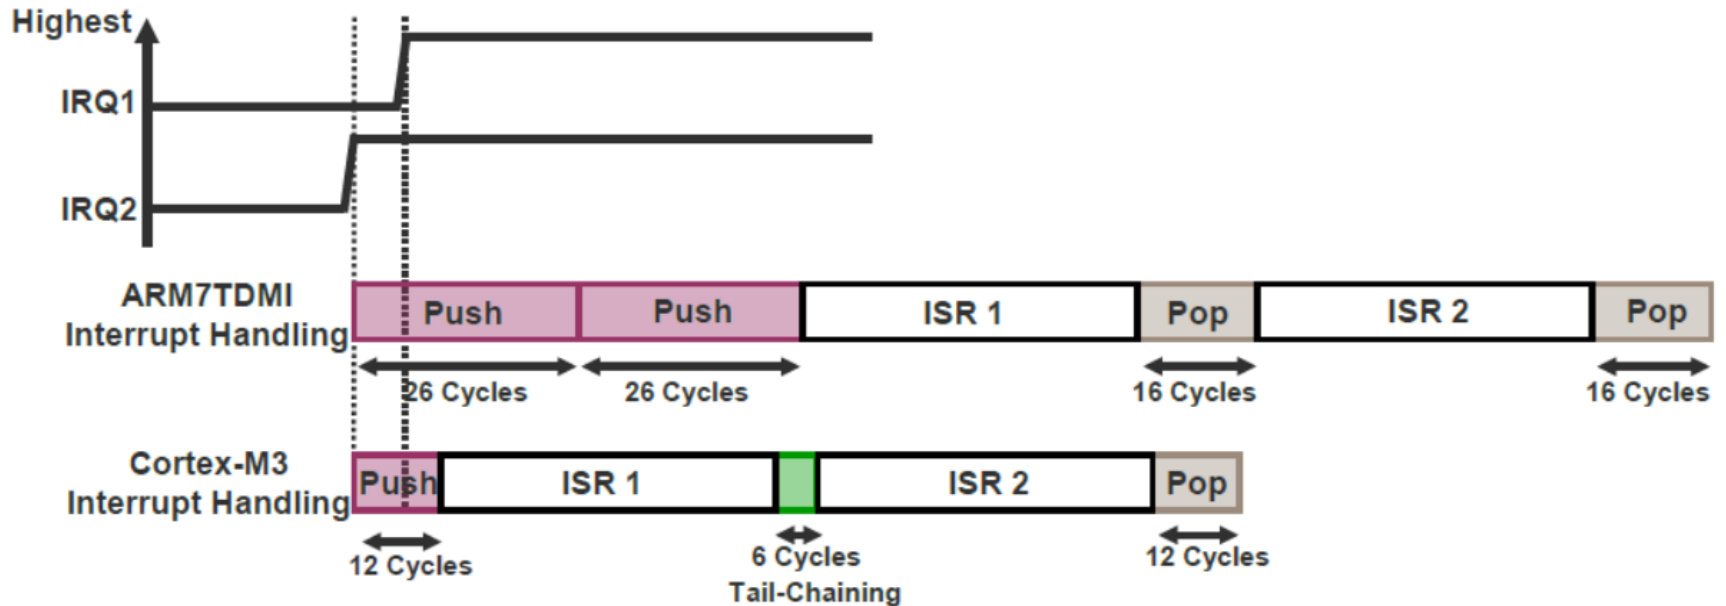 Highest
IRQ1
IRQ2
ARM7TDMI
Interrupt Handling
Push
Push
ISR 1
Pop
ISR 2
Pop
26 Cycles
26 Cycles
16 Cycles
16 Cycles
Cortex-M3
Interrupt Handling
Push
ISR 1
ISR 2
Pop
12 Cycles
6 Cycles
Tail-Chaining
12 Cycles